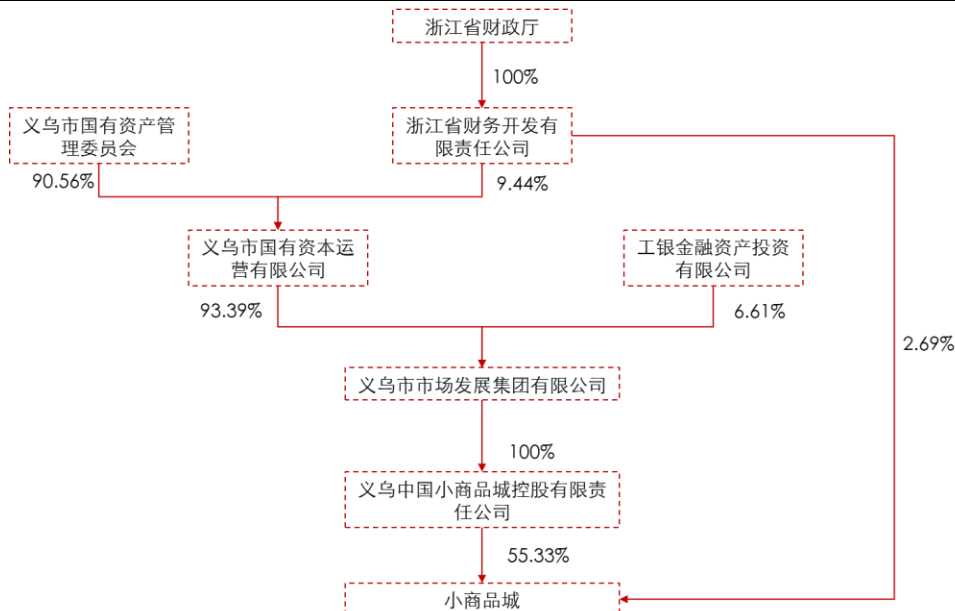 浙江省财政厅
100%
义乌市国有资产管
理委员会
浙江省财务开发有
限责任公司
90.56%
9.44%
义乌市国有资本运
营有限公司
工银金融资产投资
有限公司
93.39%
6.61%
2.69%
义乌市市场发展集团有限公司
100%
义乌中国小商品城控股有限责
任公司
55.33%
小商品城